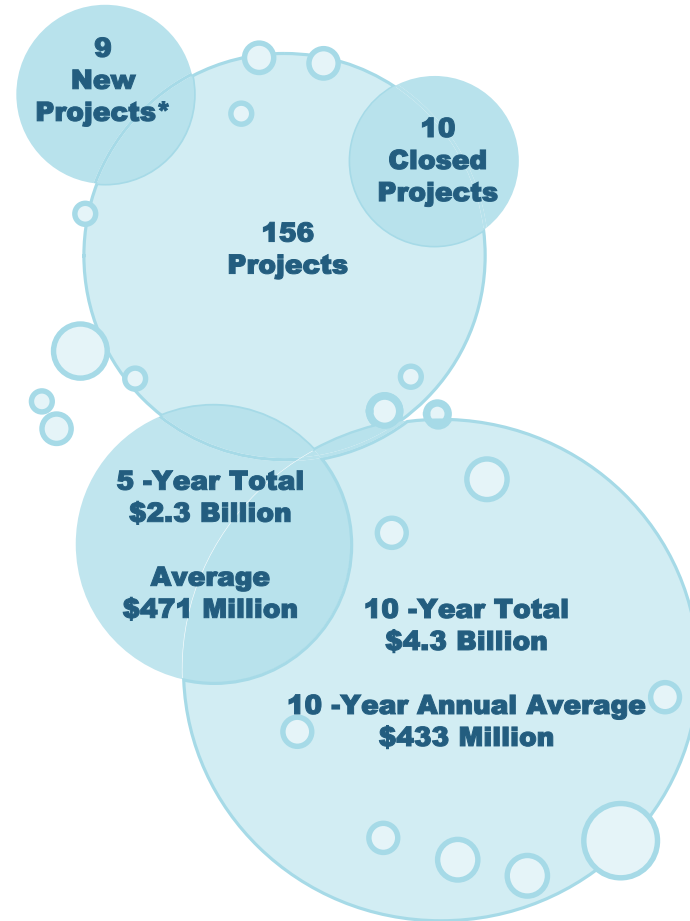 9
New
Projects*
10
Closed
Projects
156
Projects
5 -Year Total
$2.3 Billion
Average
$471 Million
10 -Year Total
$4.3 Billion
10 -Year Annual Average
$433 Million